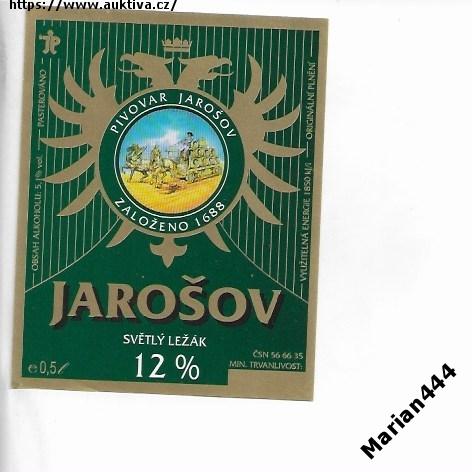 https://www.auktiva.cz/
JP
PASTEROVÁNO
OBSAH ALKOHOLU: 5,1% vol.
PIVOVAR JAROŠOV
ZALOŽENO 1688
ORIGINÁLNÍ PLNĚNÍ
VYUŽITELNÁ ENERGIE 1850 kJ/l
JAROŠOV
SVĚTLÝ LEŽÁK
12 %
e 0,5 l
ČSN 56 66 35
MIN. TRVANLIVOST:
Marian444